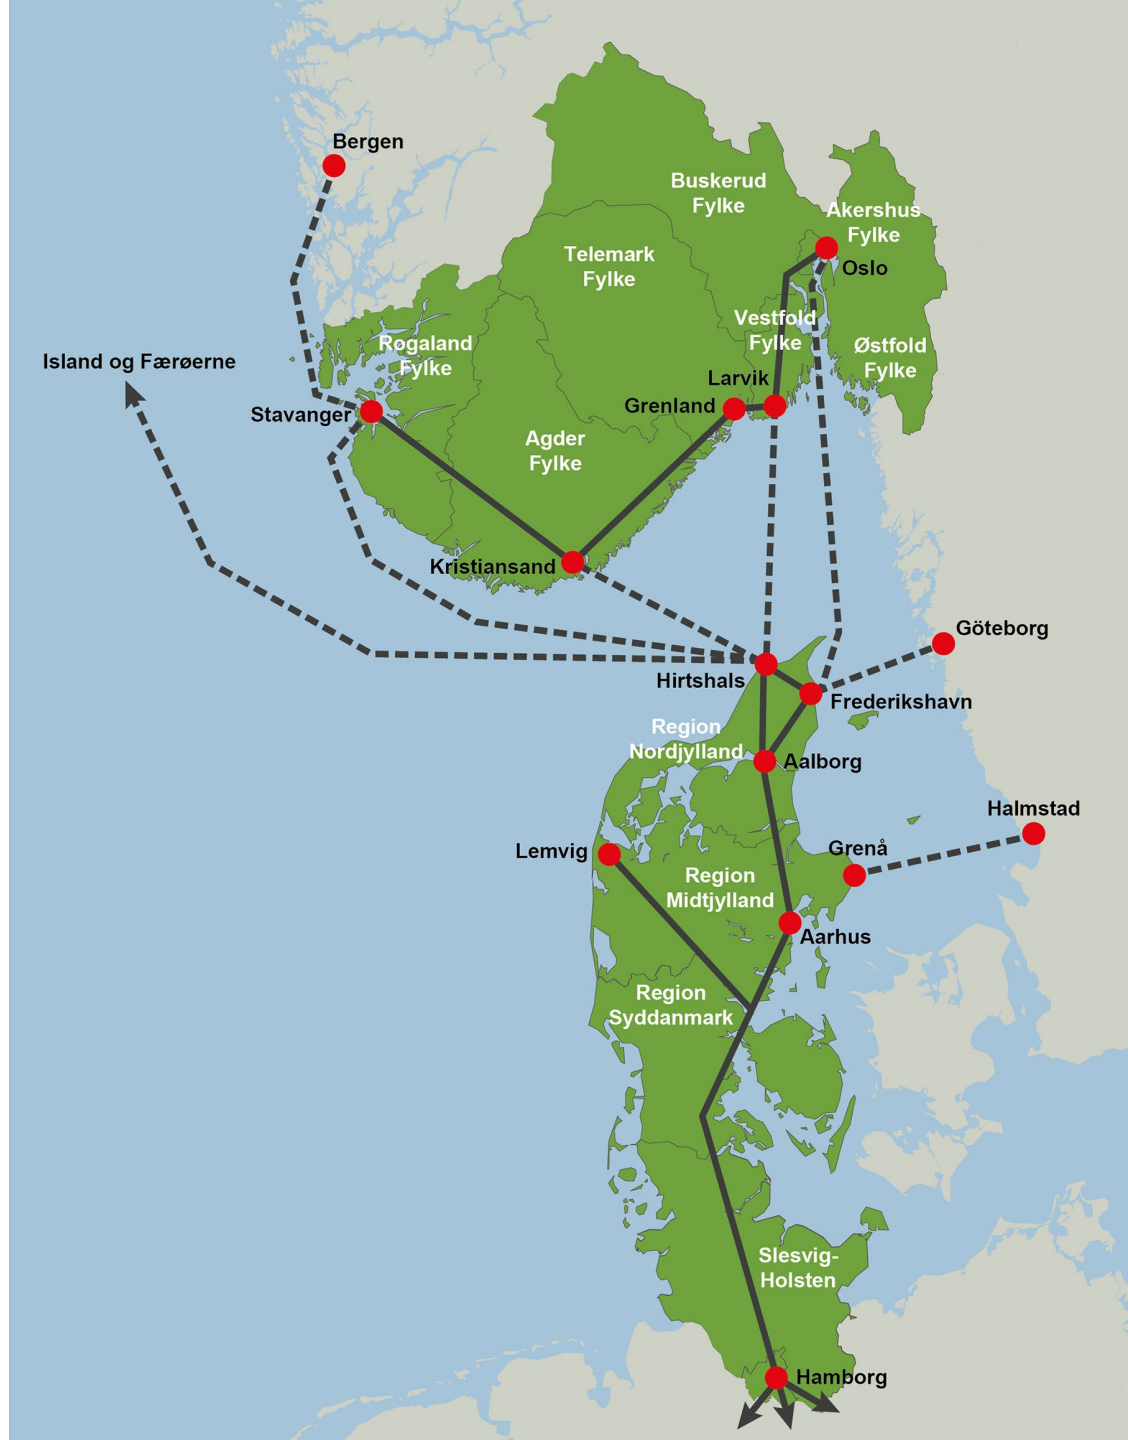 Bergen
Buskerud
Fylke
Akershus
Fylke
Telemark
Fylke
Oslo
Vestfold
Fylke
Rogaland
Fylke
Østfold
Fylke
Island og Færøerne
Larvik
Grenland
Stavanger
Agder
Fylke
Kristiansand
Göteborg
Hirtshals
Frederikshavn
Region
Nordjylland
Aalborg
Halmstad
Lemvig
Grenå
Region
Midtjylland
Aarhus
Region
Syddanmark
Slesvig-
Holsten
Hamborg